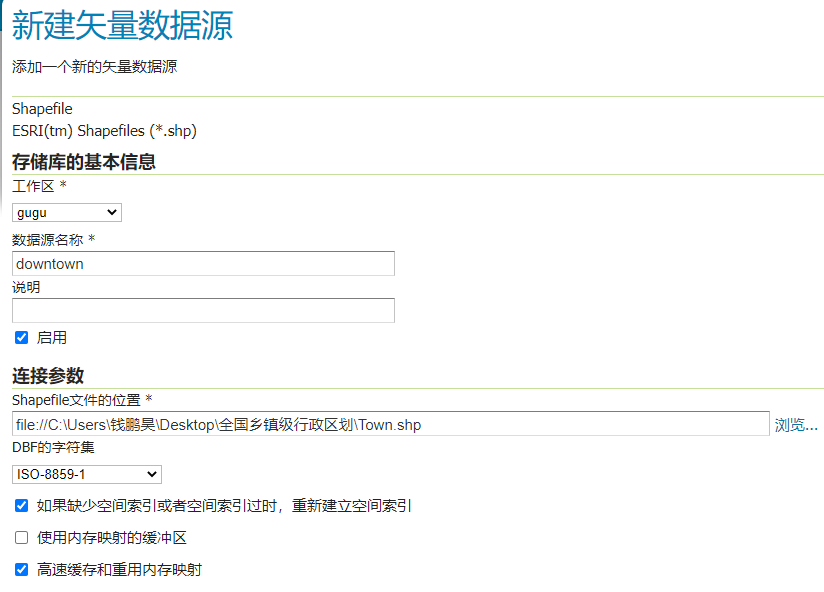 新建矢量数据源
添加一个新的矢量数据源
Shapefile
ESRI(tm) Shapefiles (*.shp)
存储库的基本信息
工作区 *
gugu
数据源名称 *
downtown
说明
启用
连接参数
Shapefile文件的位置 *
file://C:\Users\钱鹏昊\Desktop\全国乡镇级行政区划\Town.shp
浏览...
DBF的字符集
ISO-8859-1
如果缺少空间索引或者空间索引过时，重新建立空间索引
使用内存映射的缓冲区
高速缓存和重用内存映射